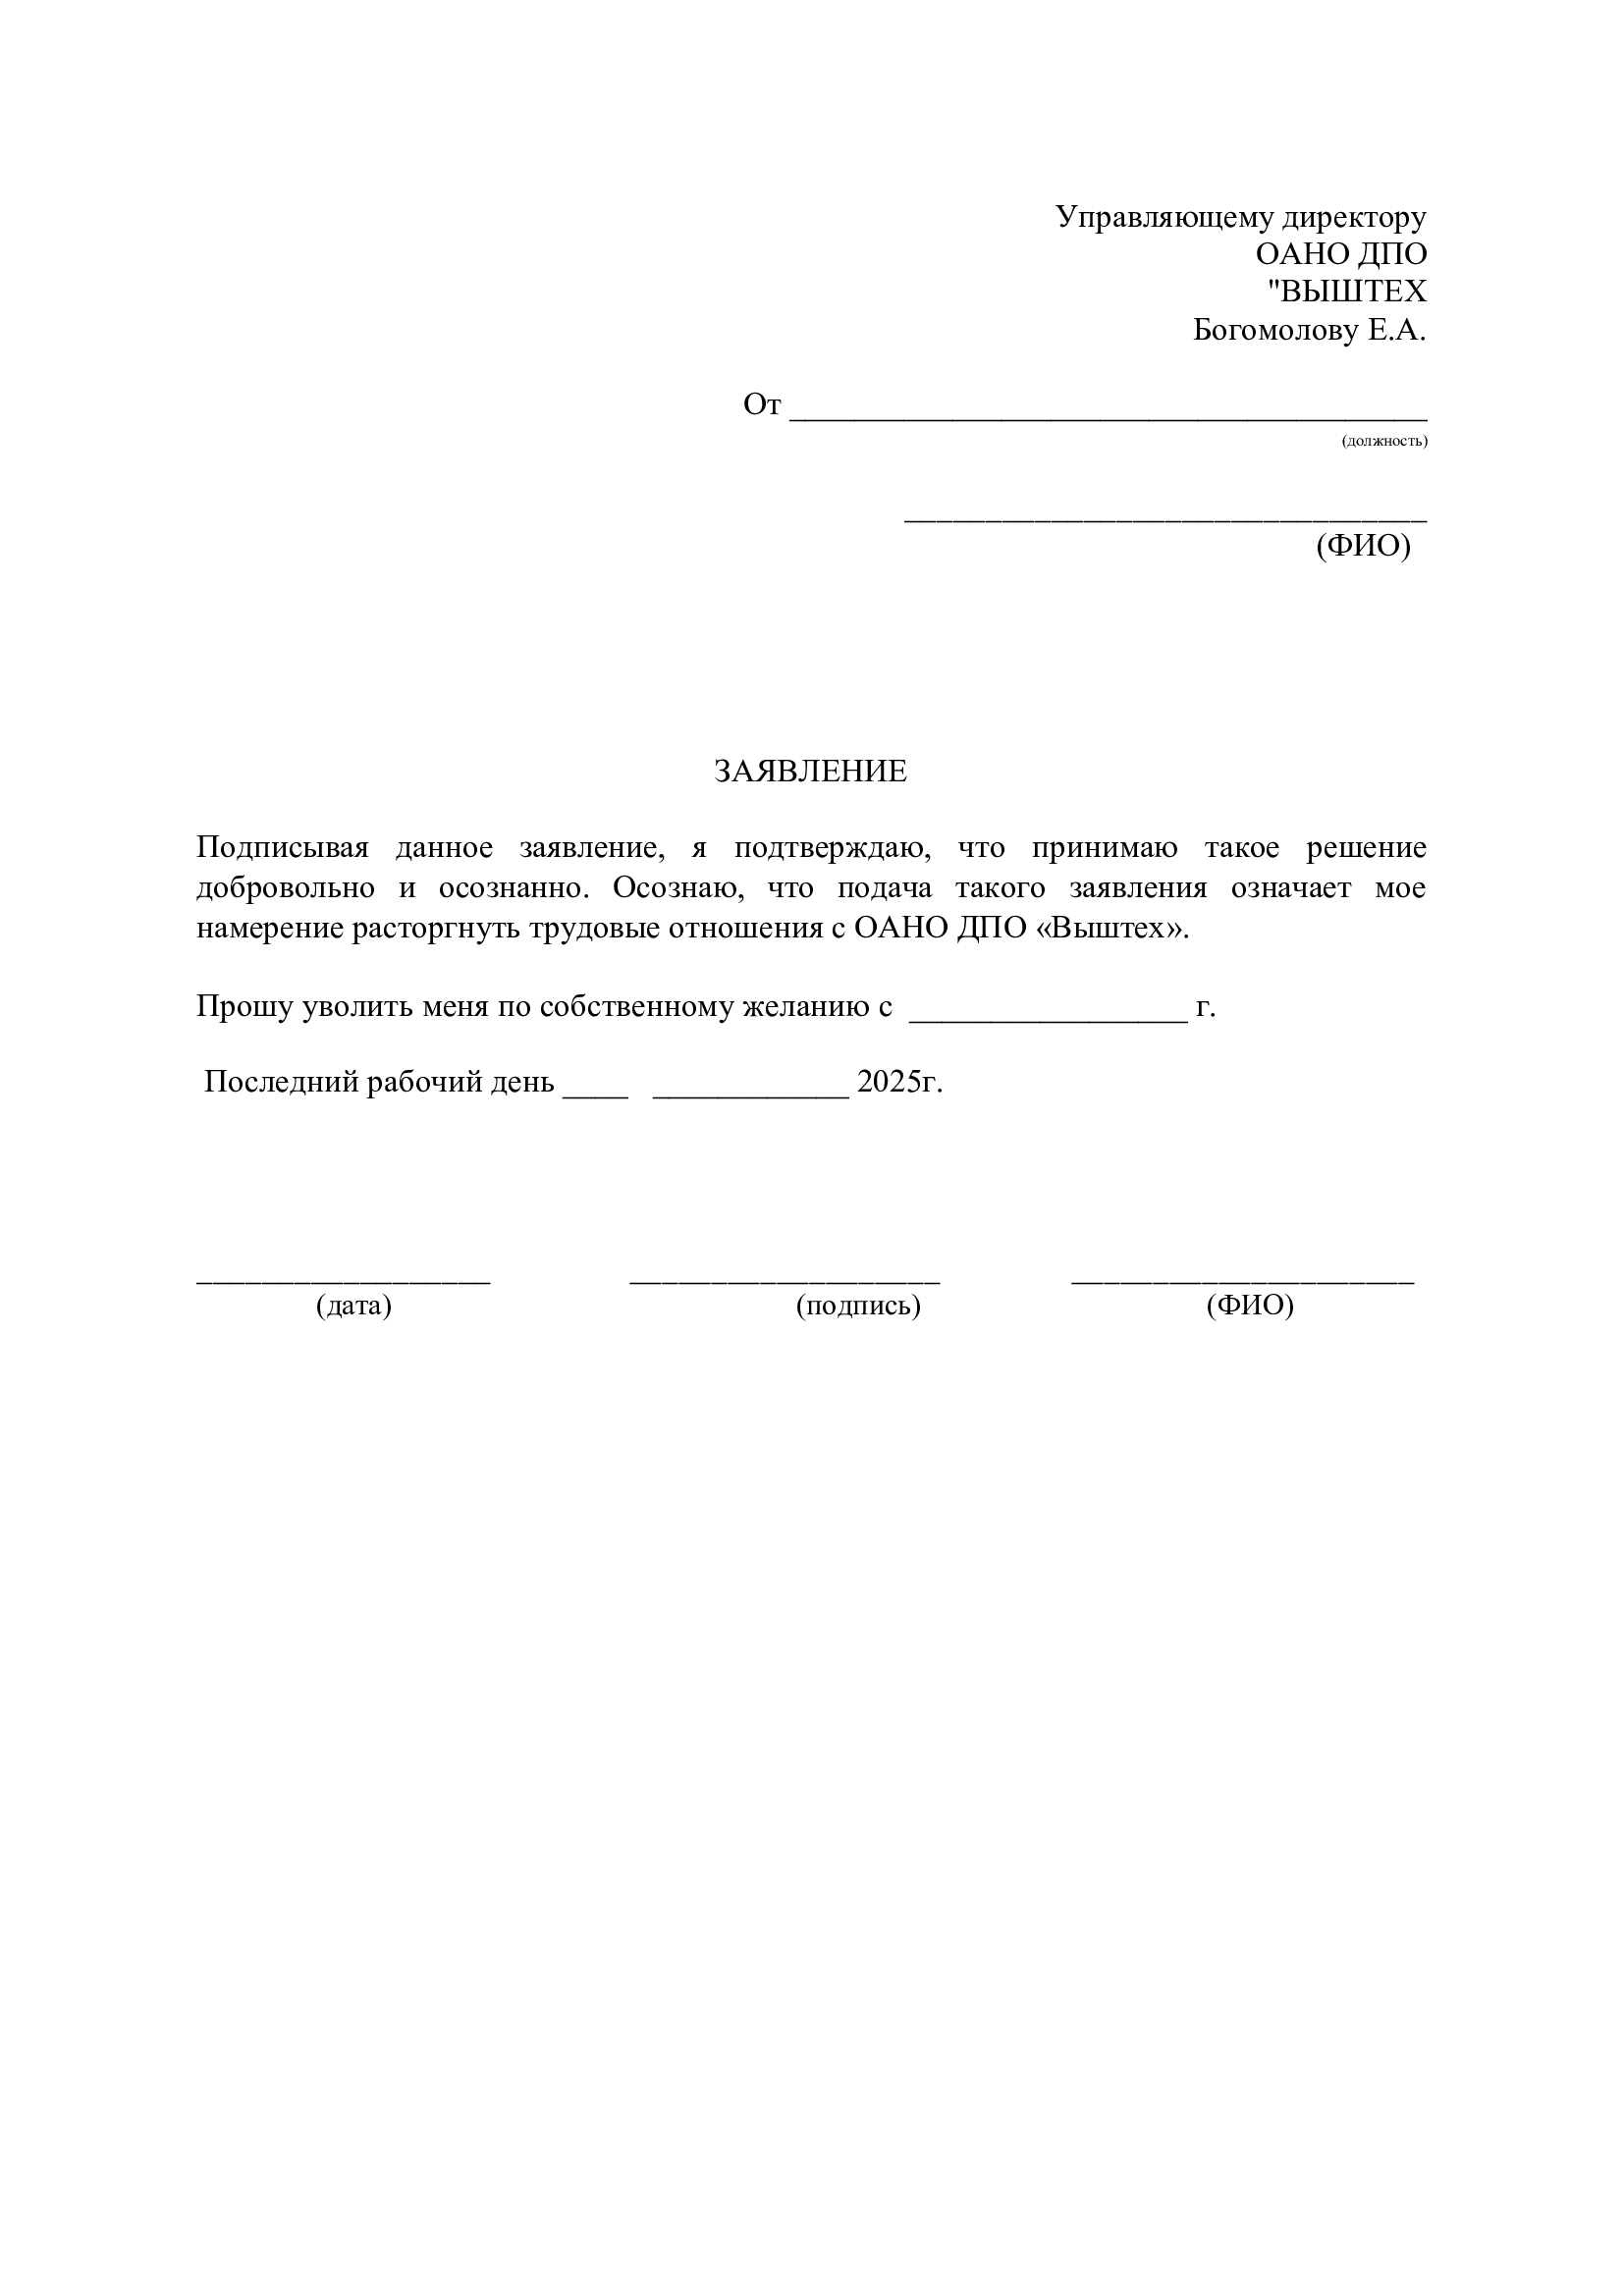 Управляющему директору
ОАНО ДПО
"ВЫШТЕХ
Богомолову Е.А.
От _______________________________________
(должность)
________________________________
(ФИО)
ЗАЯВЛЕНИЕ
Подписывая данное заявление, я подтверждаю, что принимаю такое решение
добровольно и осознанно. Осознаю, что подача такого заявления означает мое
намерение расторгнуть трудовые отношения с ОАНО ДПО «Выштех».
Прошу уволить меня по собственному желанию с _________________ г.
Последний рабочий день ____ ____________ 2025г.
__________________ ___________________ _____________________
(дата) (подпись) (ФИО)